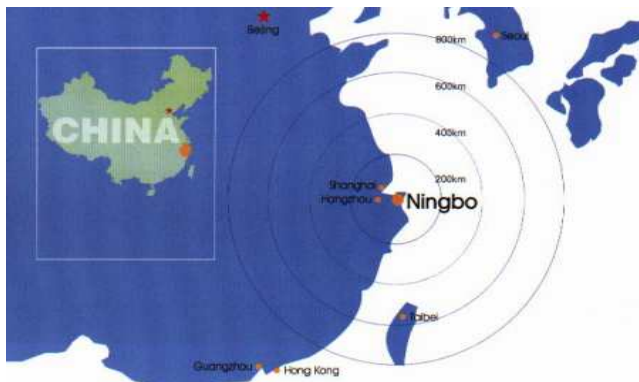 Beijing
800km
Seoul
600km
CHINA
400km
200km
Shanghai
Hangzhou
Ningbo
Taibei
Guangzhou
Hong Kong